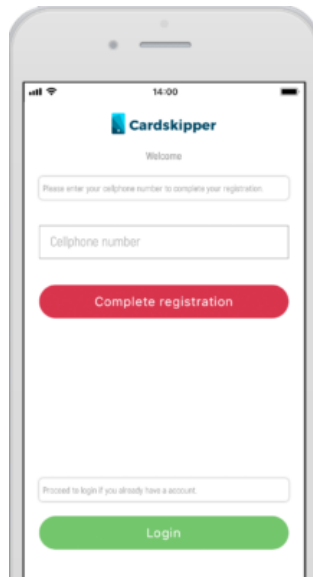 14:00
Cardskipper
Welcome
Please enter your cellphone number to complete your registration.
Cellphone number
Complete registration
Proceed to login if you already have a account
Login